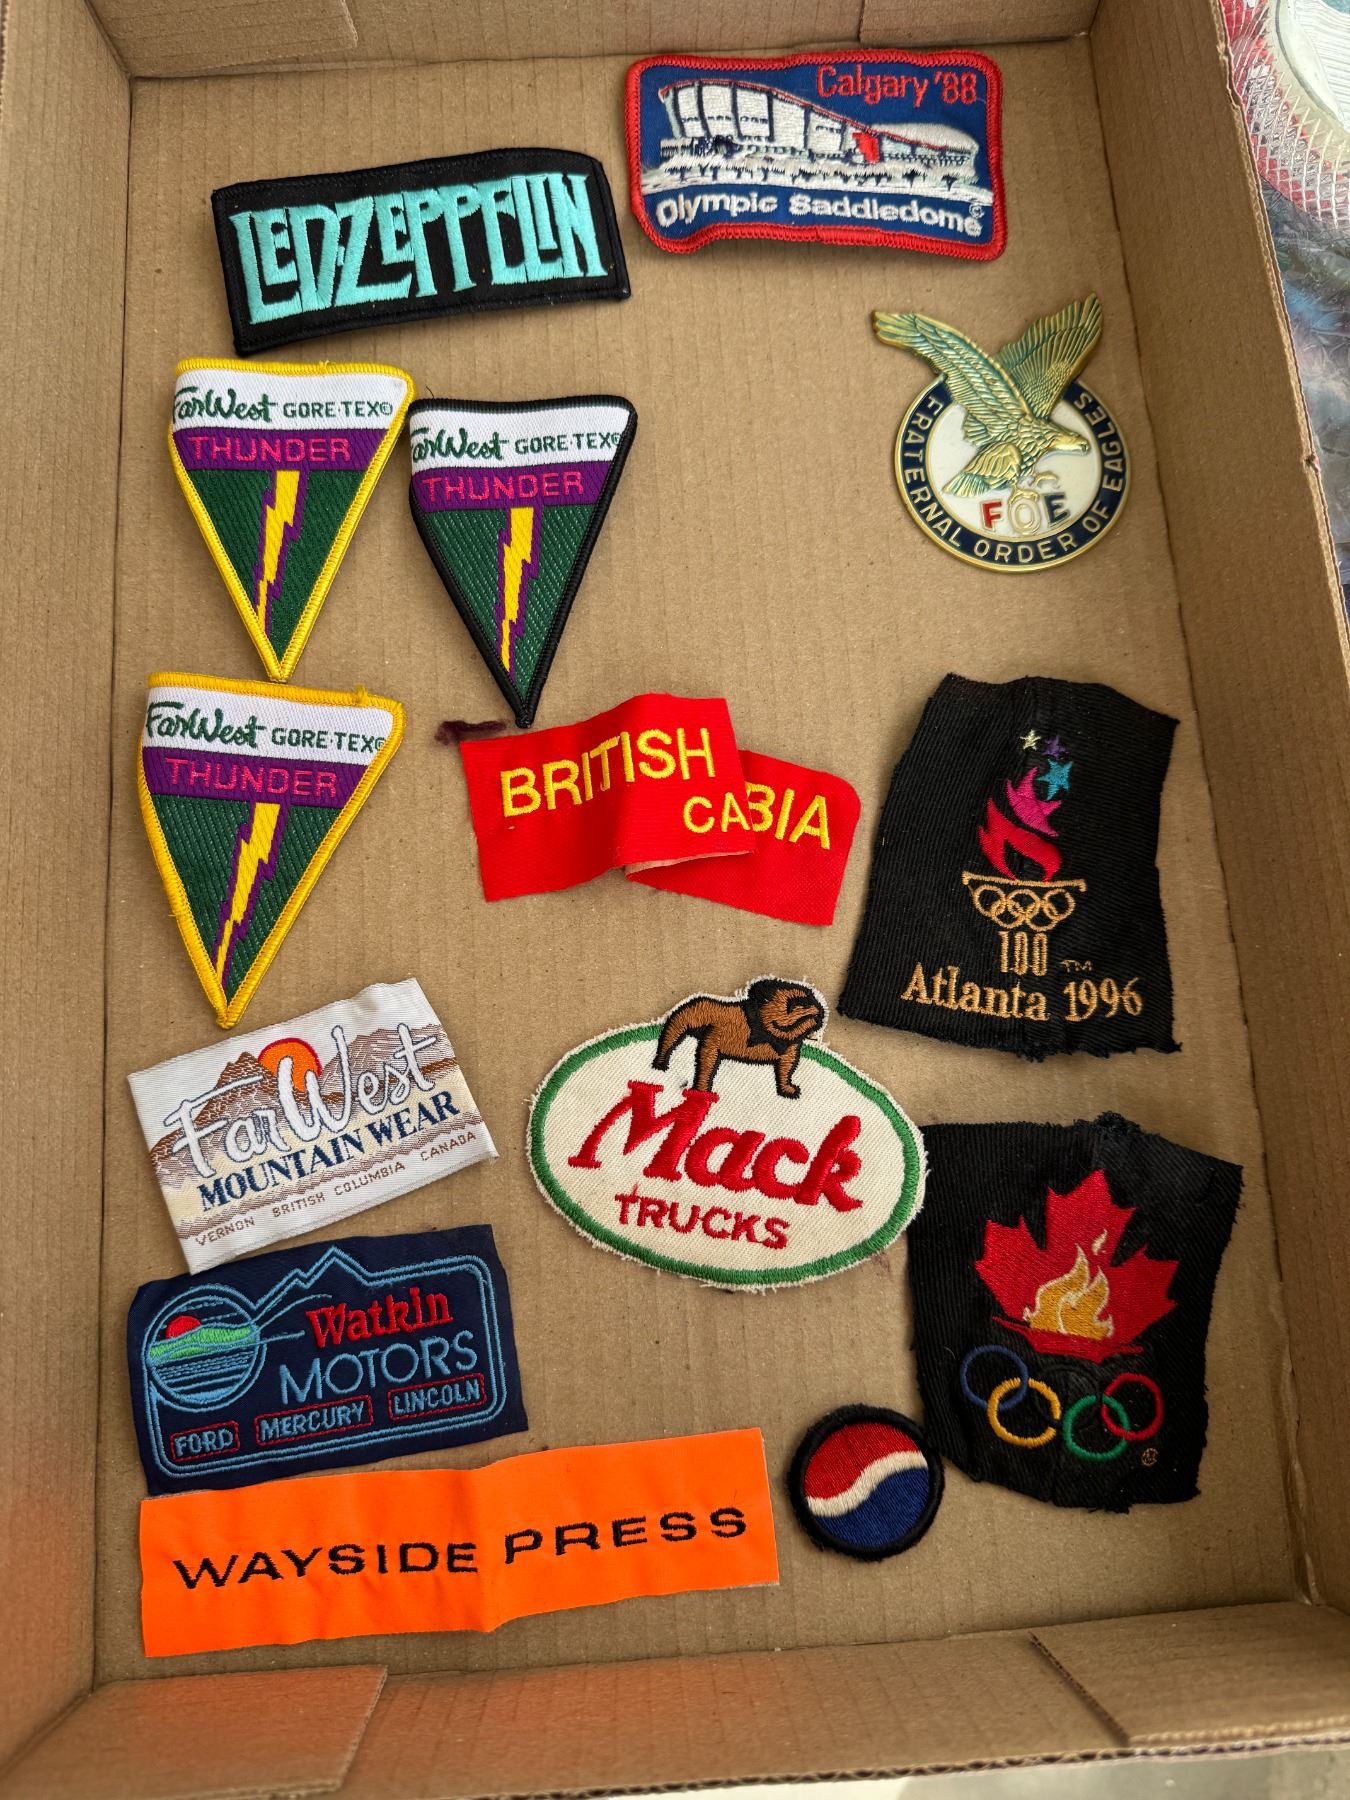 Calgary '88
Olympic Saddledome
LED-ZEPPELIN
FRATERNAL ORDER OF EAGLES
FOE
FarWest GORE-TEX®
THUNDER
FarWest GORE-TEX®
THUNDER
FarWest GORE-TEX®
THUNDER
BRITISH
CA
BIA
100 TM
Atlanta 1996
FarWest
MOUNTAIN WEAR
VERNON BRITISH COLUMBIA CANADA
Mack
TRUCKS
Watkin
MOTORS
FORD MERCURY LINCOLN
WAYSIDE PRESS